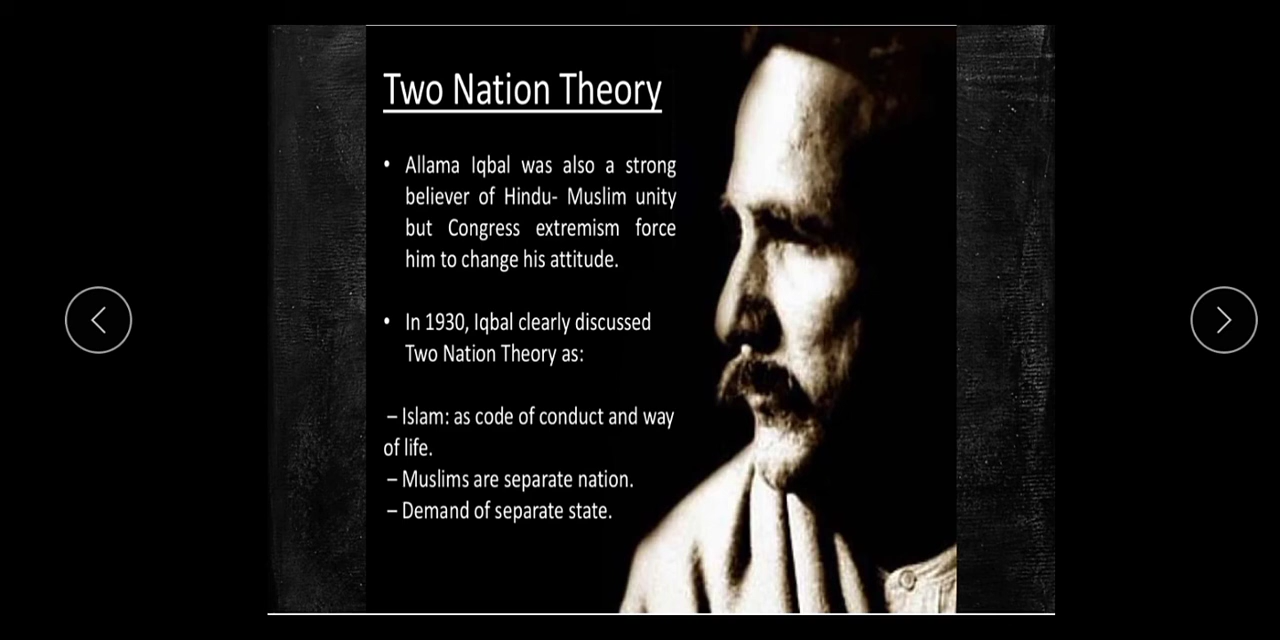 Two Nation Theory
• Allama Iqbal was also a strong
believer of Hindu- Muslim unity
but Congress extremism force
him to change his attitude.
• In 1930, Iqbal clearly discussed
Two Nation Theory as:
– Islam: as code of conduct and way
of life.
– Muslims are separate nation.
– Demand of separate state.